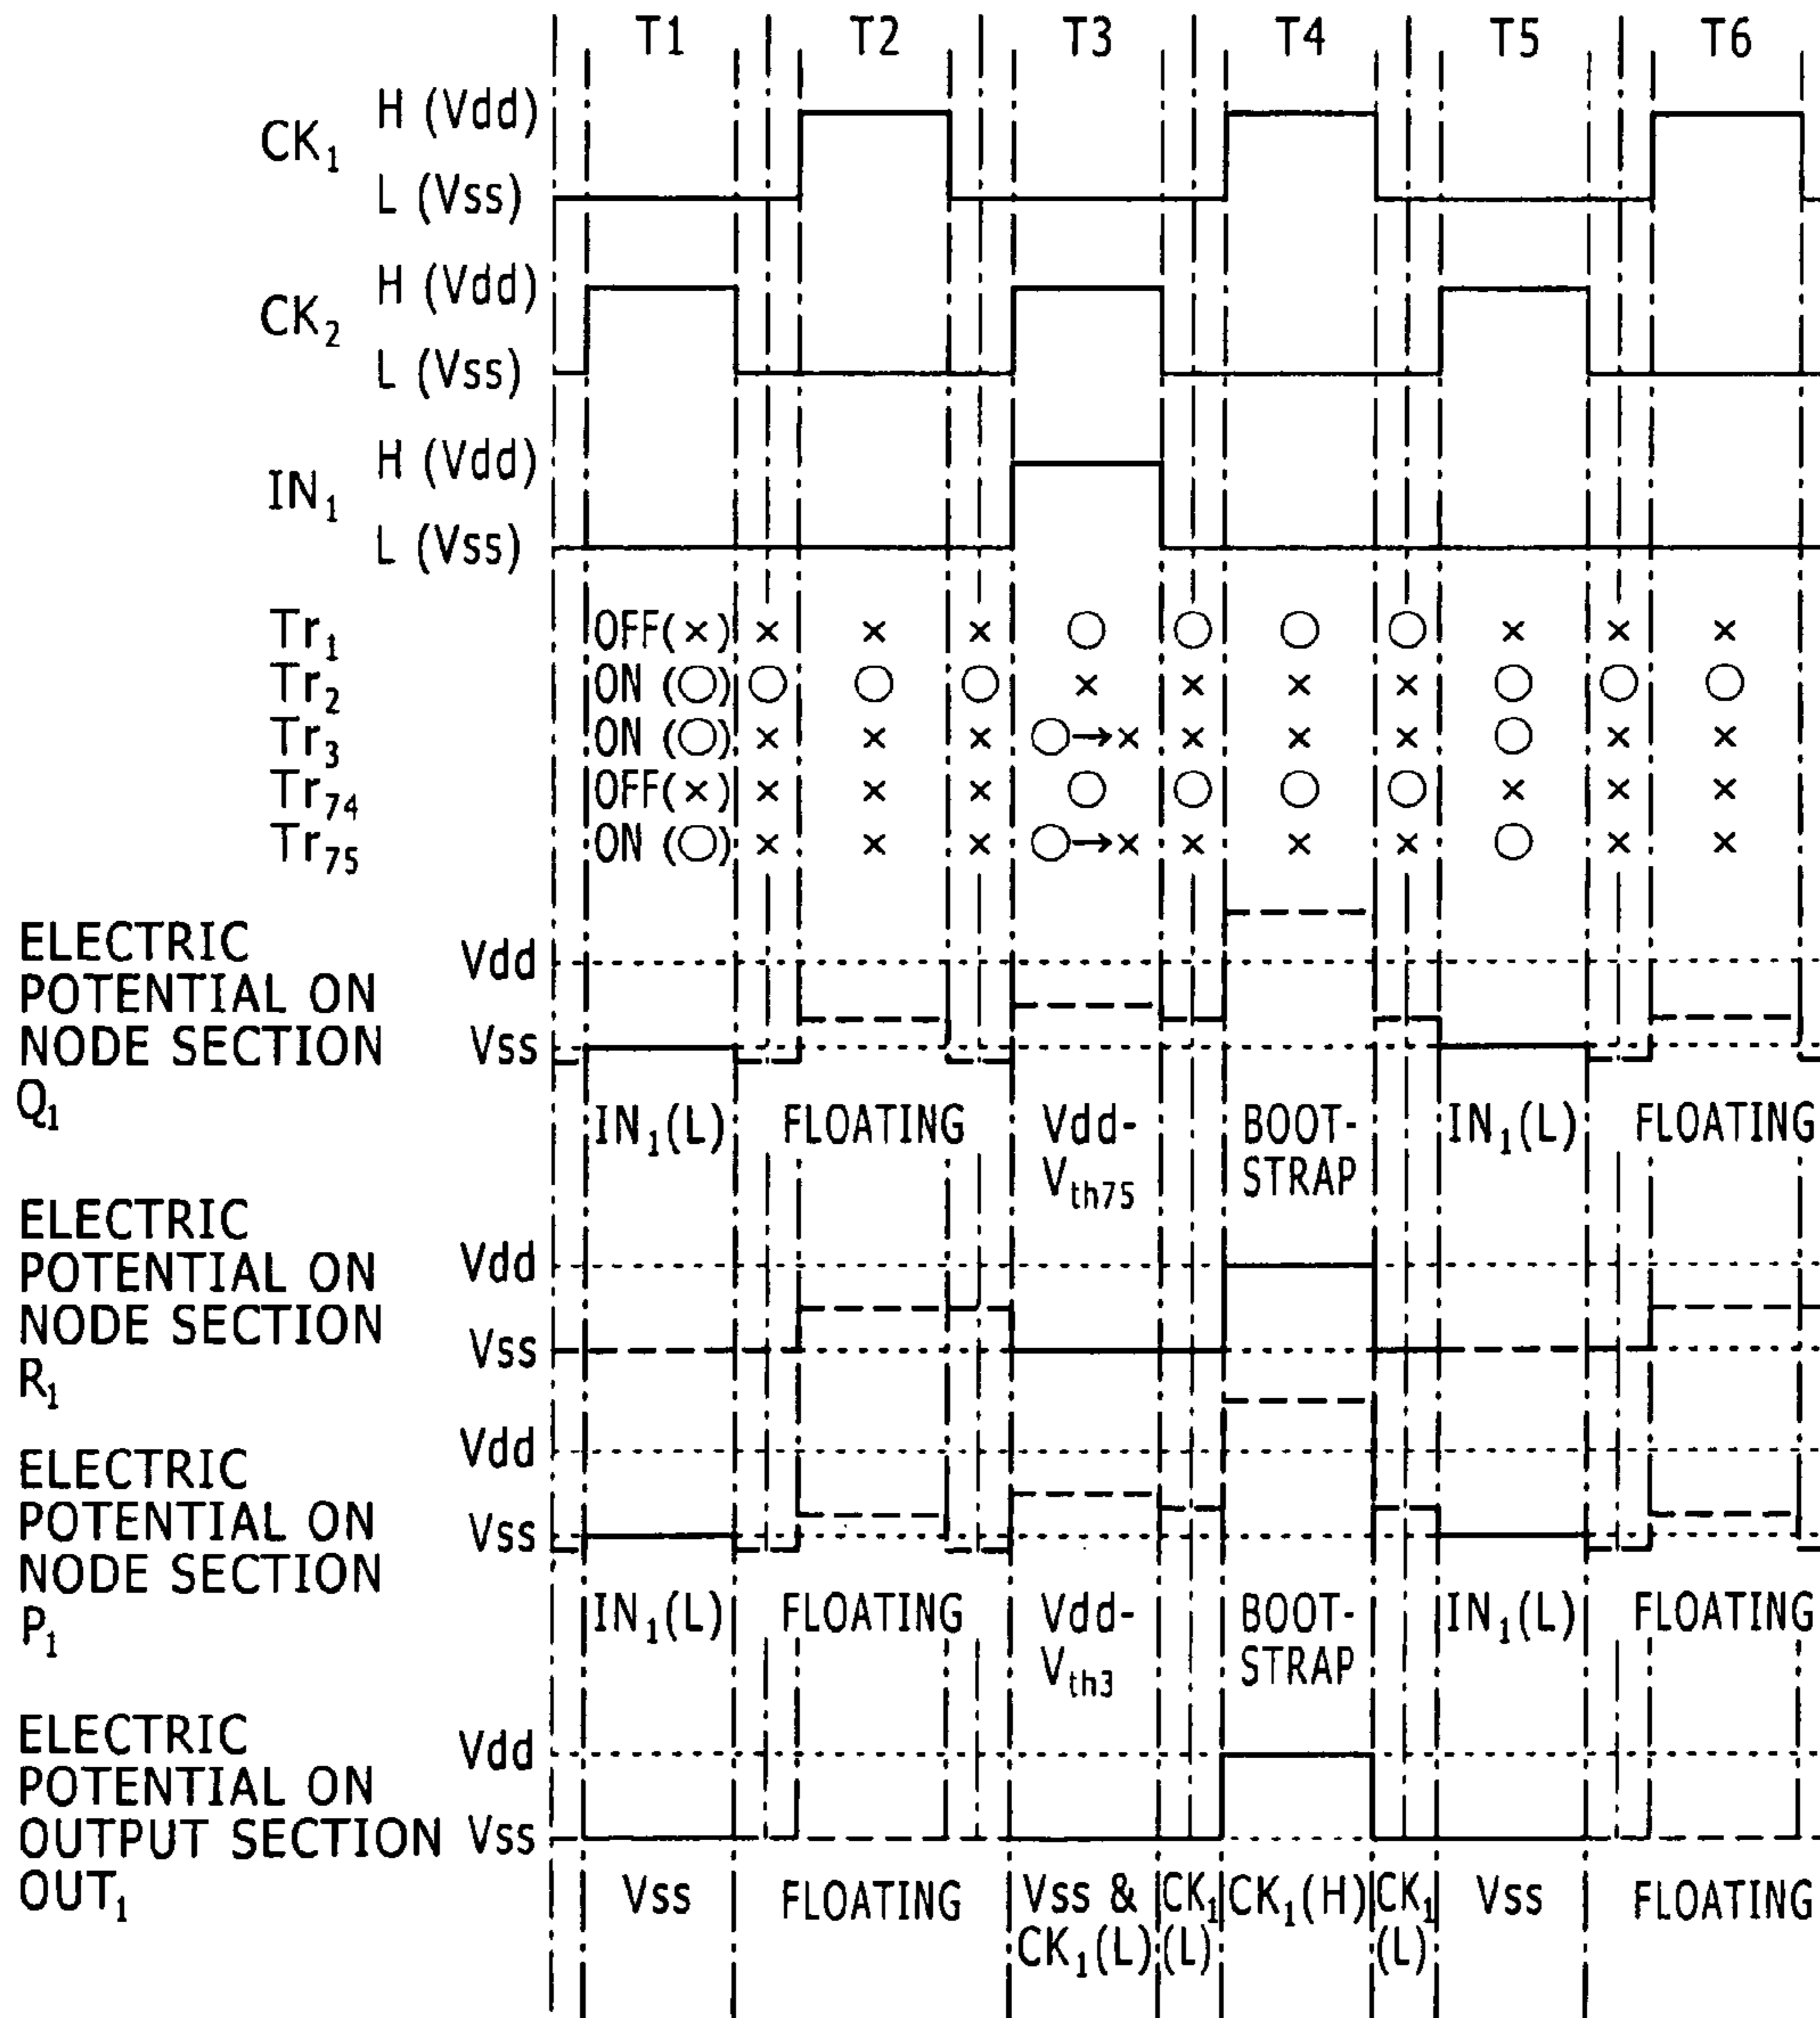 T1 T2 T3 T4 T5 T6
CK₁ H (Vdd)
L (Vss)
CK₂ H (Vdd)
L (Vss)
IN₁ H (Vdd)
L (Vss)
Tr₁ OFF(×) × × × ○ ○ ○ ○ × × ×
Tr₂ ON (○) ○ ○ ○ × × × × ○ ○ ○
Tr₃ ON (○) × × × ○→× × × × ○ × ×
Tr₇₄ OFF(×) × × × ○ ○ ○ ○ × × ×
Tr₇₅ ON (○) × × × ○→× × × × ○ × ×
ELECTRIC
POTENTIAL ON
NODE SECTION
Q₁
Vdd
Vss
IN₁(L) FLOATING Vdd- BOOT- IN₁(L) FLOATING
Vth75 STRAP
ELECTRIC
POTENTIAL ON
NODE SECTION
R₁
Vdd
Vss
ELECTRIC
POTENTIAL ON
NODE SECTION
P₁
Vdd
Vss
IN₁(L) FLOATING Vdd- BOOT- IN₁(L) FLOATING
Vth3 STRAP
ELECTRIC
POTENTIAL ON
OUTPUT SECTION
OUT₁
Vdd
Vss
Vss FLOATING Vss & CK₁ CK₁(H) CK₁ Vss FLOATING
CK₁(L) (L) (L)